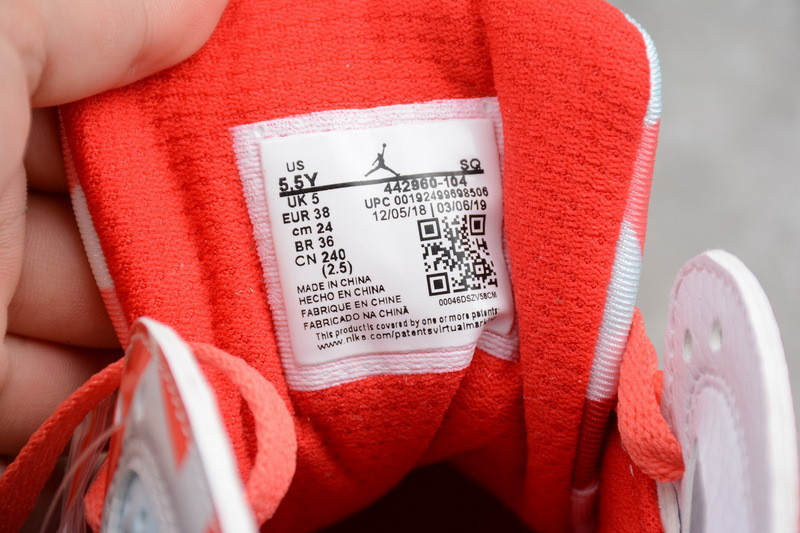 US SQ
5.5Y 442960-104
UK 5 UPC 00192499698506
EUR 38 12/05/18 | 03/06/19
cm 24
BR 36
CN 240
(2.5)
00046DSZV58CM
MADE IN CHINA
HECHO EN CHINA
FABRIQUE EN CHINE
FABRICADO NA CHINA
This product is covered by one or more patents:
www.nike.com/patentsvirtualmark